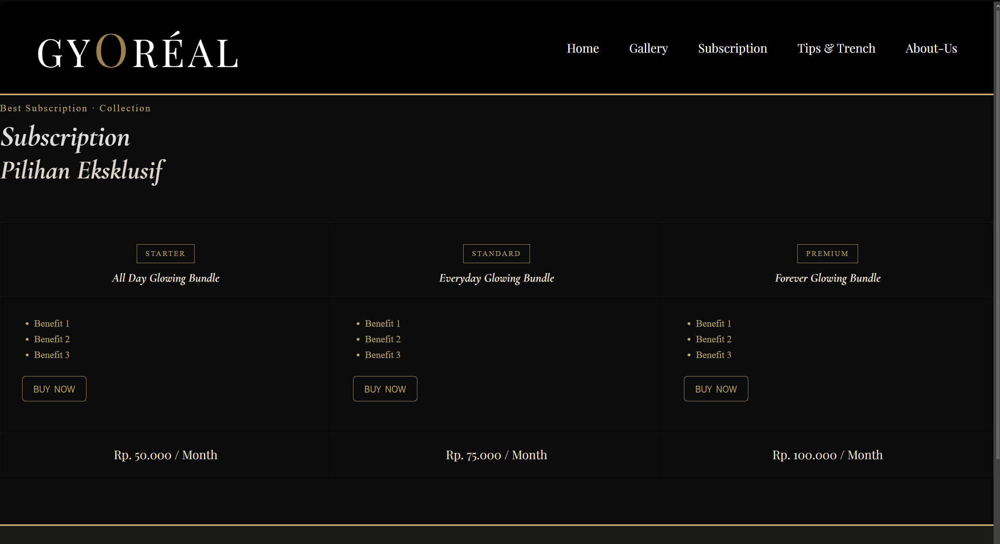 GYORÉAL
Home Gallery Subscription Tips & Trench About-Us
Best Subscription · Collection
Subscription
Pilihan Eksklusif
STARTER
All Day Glowing Bundle
Benefit 1
Benefit 2
Benefit 3
BUY NOW
Rp. 50.000 / Month
STANDARD
Everyday Glowing Bundle
Benefit 1
Benefit 2
Benefit 3
BUY NOW
Rp. 75.000 / Month
PREMIUM
Forever Glowing Bundle
Benefit 1
Benefit 2
Benefit 3
BUY NOW
Rp. 100.000 / Month